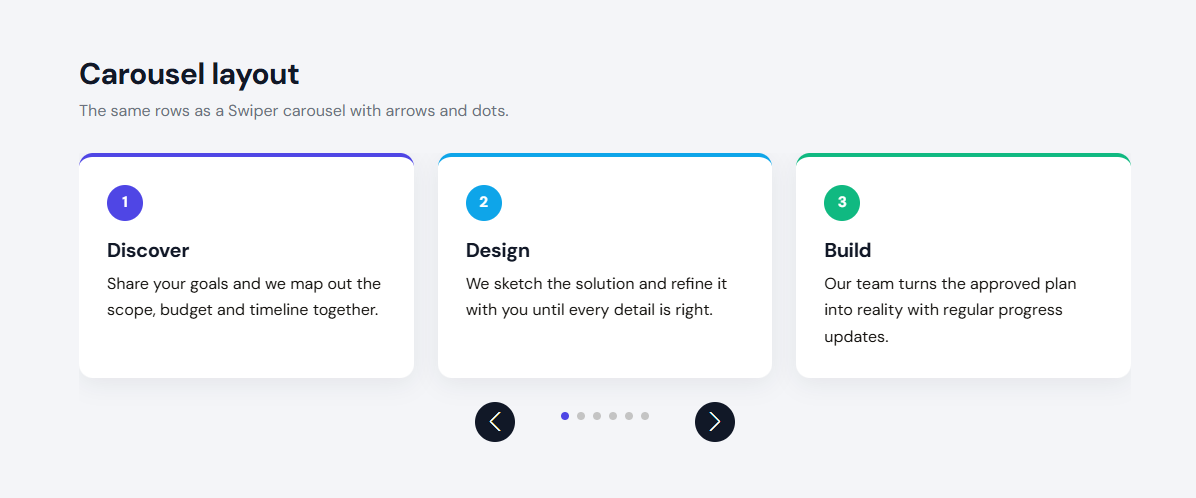 Carousel layout
The same rows as a Swiper carousel with arrows and dots.
1
Discover
Share your goals and we map out the
scope, budget and timeline together.
2
Design
We sketch the solution and refine it
with you until every detail is right.
3
Build
Our team turns the approved plan
into reality with regular progress
updates.